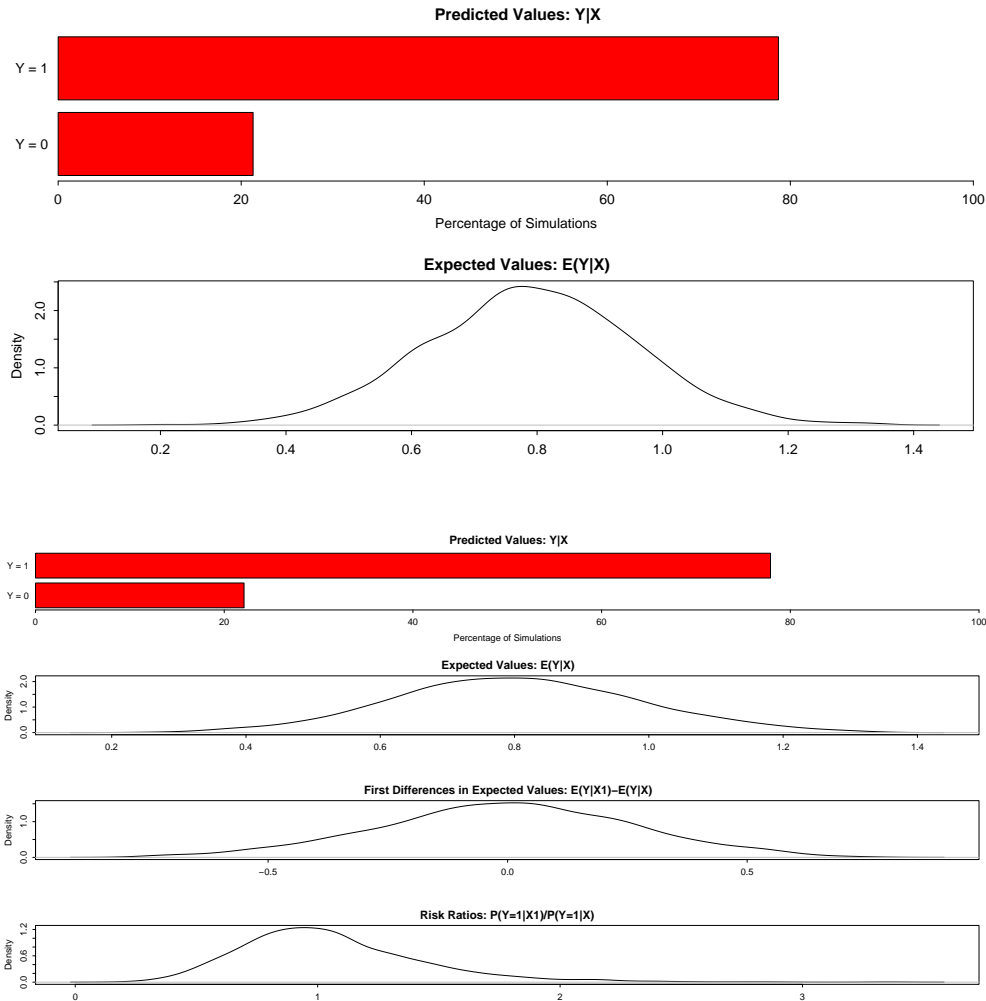 Predicted Values: Y|X
Y = 1
Y = 0
0 20 40 60 80 100
Percentage of Simulations
Expected Values: E(Y|X)
Density
0.0 1.0 2.0
0.2 0.4 0.6 0.8 1.0 1.2 1.4
Predicted Values: Y|X
Y = 1
Y = 0
0 20 40 60 80 100
Percentage of Simulations
Expected Values: E(Y|X)
Density
0.0 1.0 2.0
0.2 0.4 0.6 0.8 1.0 1.2 1.4
First Differences in Expected Values: E(Y|X1)−E(Y|X)
Density
0.0 1.0
−0.5 0.0 0.5
Risk Ratios: P(Y=1|X1)/P(Y=1|X)
Density
0.0 0.6 1.2
0 1 2 3